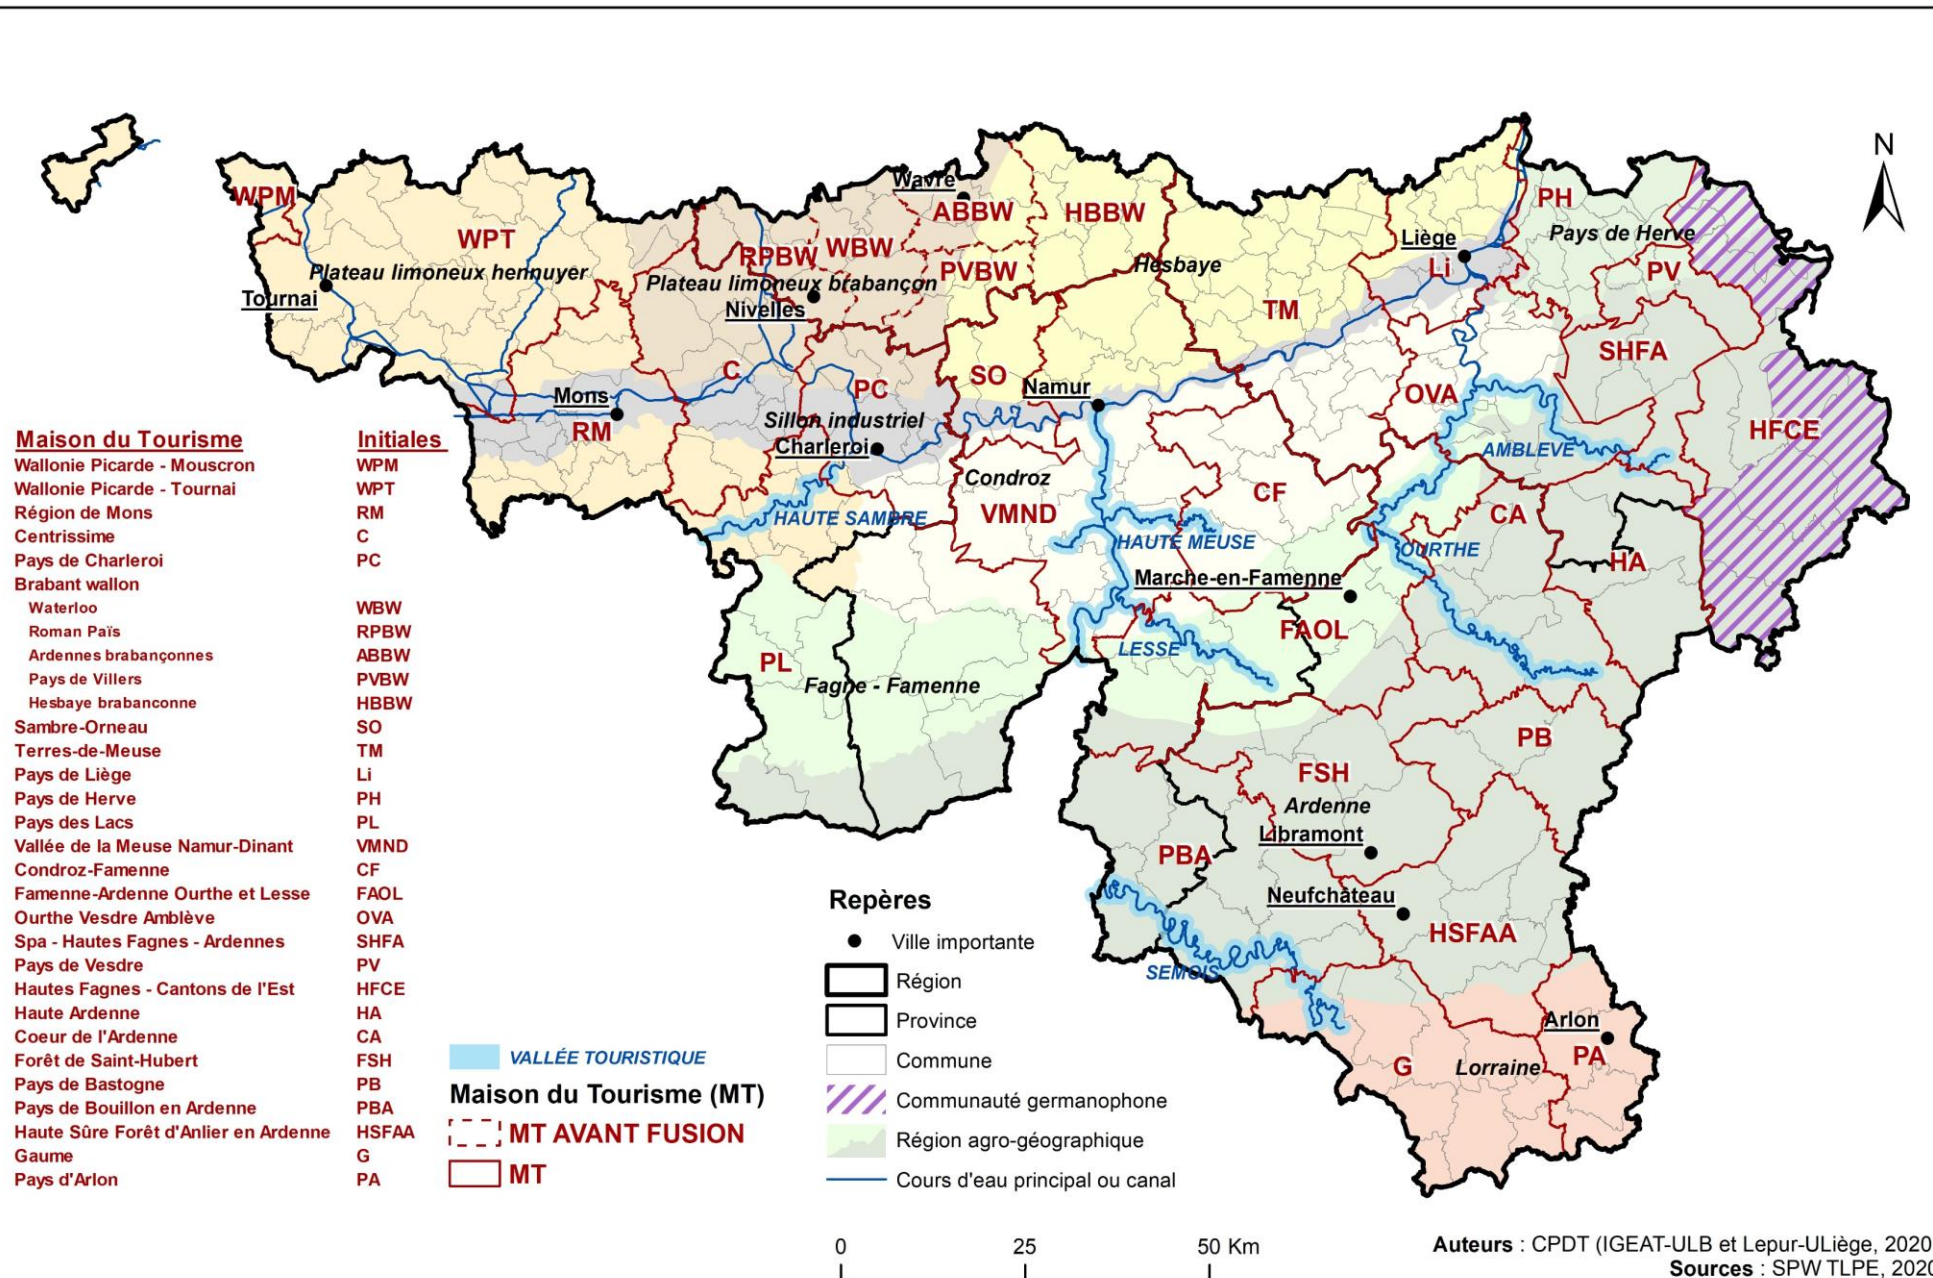 WPM
WPT
Plateau limoneux hennuyer
Tournai
Wavre
ABBW
HBBW
RPBW
WBW
PVBW
Plateau limoneux brabançon
Nivelles
Hesbaye
Liège
Li
PH
Pays de Herve
PV
TM
SHFA
C
PC
SO
Namur
OVA
Mons
RM
Sillon industriel
Charleroi
Condroz
VMND
CF
AMBLEVE
HFCE
CA
HAUTE SAMBRE
HAUTE MEUSE
OURTHE
HA
Marche-en-Famenne
FAOL
LESSE
PL
Fagne - Famenne
PB
FSH
Ardenne
Libramont
PBA
Neufchâteau
HSFAA
SEMOIS
Arlon
PA
G
Lorraine
N
Maison du Tourisme Initiales
Wallonie Picarde - Mouscron WPM
Wallonie Picarde - Tournai WPT
Région de Mons RM
Centrissime C
Pays de Charleroi PC
Brabant wallon
Waterloo WBW
Roman Païs RPBW
Ardennes brabançonnes ABBW
Pays de Villers PVBW
Hesbaye brabanconne HBBW
Sambre-Orneau SO
Terres-de-Meuse TM
Pays de Liège Li
Pays de Herve PH
Pays des Lacs PL
Vallée de la Meuse Namur-Dinant VMND
Condroz-Famenne CF
Famenne-Ardenne Ourthe et Lesse FAOL
Ourthe Vesdre Amblève OVA
Spa - Hautes Fagnes - Ardennes SHFA
Pays de Vesdre PV
Hautes Fagnes - Cantons de l'Est HFCE
Haute Ardenne HA
Coeur de l'Ardenne CA
Forêt de Saint-Hubert FSH
Pays de Bastogne PB
Pays de Bouillon en Ardenne PBA
Haute Sûre Forêt d'Anlier en Ardenne HSFAA
Gaume G
Pays d'Arlon PA
VALLÉE TOURISTIQUE
Maison du Tourisme (MT)
MT AVANT FUSION
MT
Repères
Ville importante
Région
Province
Commune
Communauté germanophone
Région agro-géographique
Cours d'eau principal ou canal
0 25 50 Km
Auteurs : CPDT (IGEAT-ULB et Lepur-ULiège, 2020
Sources : SPW TLPE, 2020